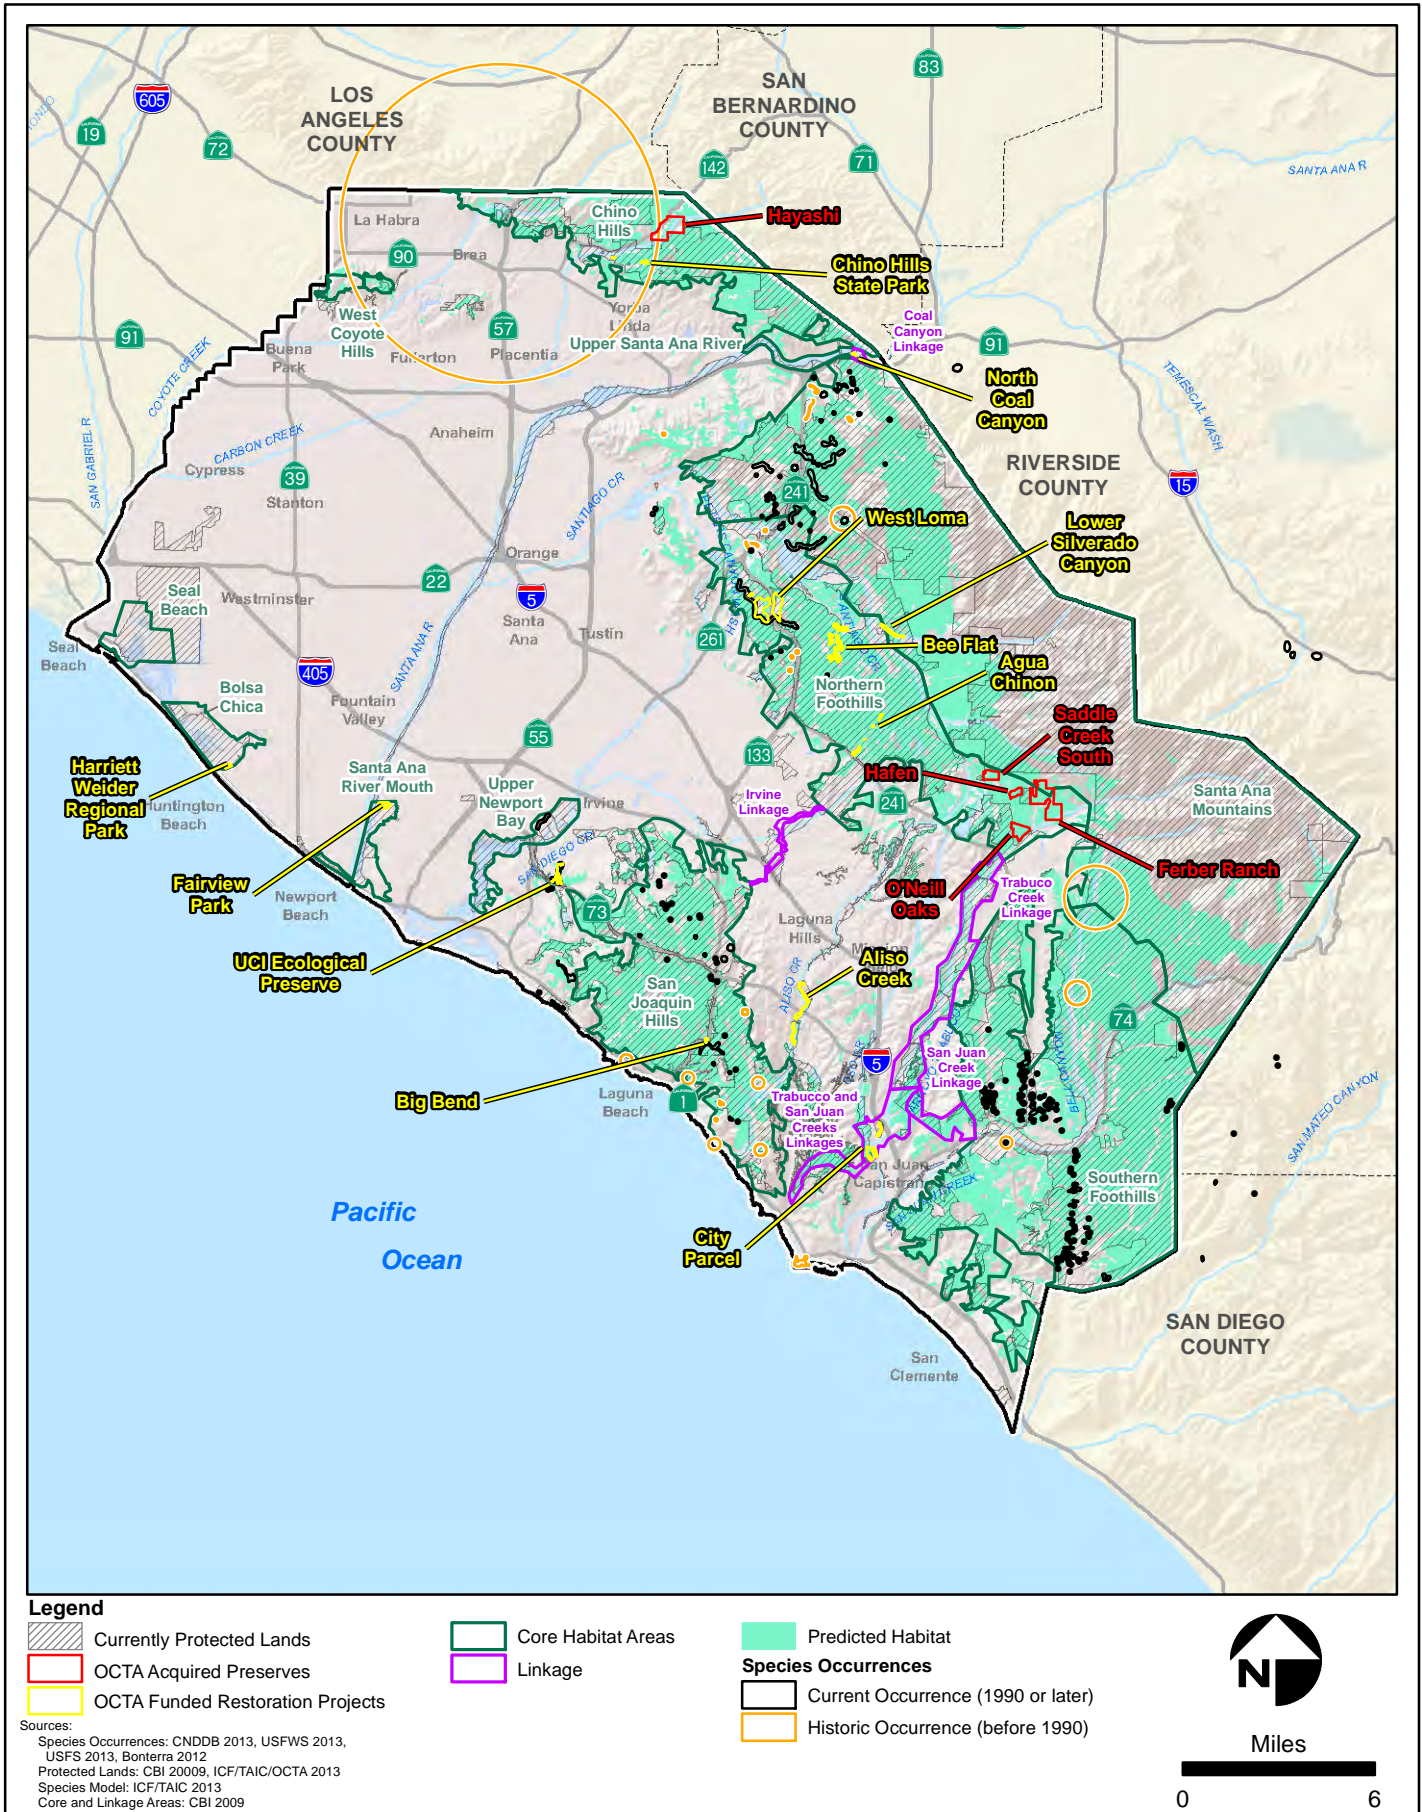 LOS
ANGELES
COUNTY
SAN
BERNARDINO
COUNTY
83
605
19
72
142
71
SANTA ANA R
La Habra
Chino
Hills
Hayashi
90
Brea
Chino Hills
State Park
West
Coyote
Hills
57
Yorba
Linda
Upper Santa Ana River
Coal
Canyon
Linkage
91
91
Buena
Park
Fullerton
Placentia
COYOTE CREEK
North
Coal
Canyon
TEMESCAL WASH
SAN GABRIEL R
CARBON CREEK
Anaheim
Cypress
39
Stanton
RIVERSIDE
COUNTY
15
241
SANTIAGO CR
West Loma
Lower
Silverado
Canyon
Orange
22
5
Seal
Beach
Westminster
Santa
Ana
Tustin
261
Seal
Beach
SANTA ANA R
405
Bee Flat
Agua
Chinon
Bolsa
Chica
Fountain
Valley
Northern
Foothills
Saddle
Creek
South
55
133
Harriett
Weider
Regional
Park
Santa Ana
River Mouth
Upper
Newport
Bay
Irvine
Irvine
Linkage
Hafen
241
Santa Ana
Mountains
Huntington
Beach
SAN DIEGO CR
Ferber Ranch
Fairview
Park
Newport
Beach
73
O'Neill
Oaks
Trabuco
Creek
Linkage
Laguna
Hills
Mission
UCI Ecological
Preserve
Aliso
Creek
ALISO CR
San
Joaquin
Hills
74
San Juan
Creek
Linkage
5
BELL CANYON
Big Bend
Laguna
Beach
1
Trabucco and
San Juan
Creeks
Linkages
SAN MATEO CANYON
San Juan
Capistrano
Southern
Foothills
Pacific
Ocean
City
Parcel
SAN DIEGO
COUNTY
San
Clemente
Legend
Currently Protected Lands
OCTA Acquired Preserves
OCTA Funded Restoration Projects
Core Habitat Areas
Linkage
Predicted Habitat
Species Occurrences
Current Occurrence (1990 or later)
Historic Occurrence (before 1990)
N
Miles
0 6
Sources:
Species Occurrences: CNDDB 2013, USFWS 2013,
USFS 2013, Bonterra 2012
Protected Lands: CBI 20009, ICF/TAIC/OCTA 2013
Species Model: ICF/TAIC 2013
Core and Linkage Areas: CBI 2009